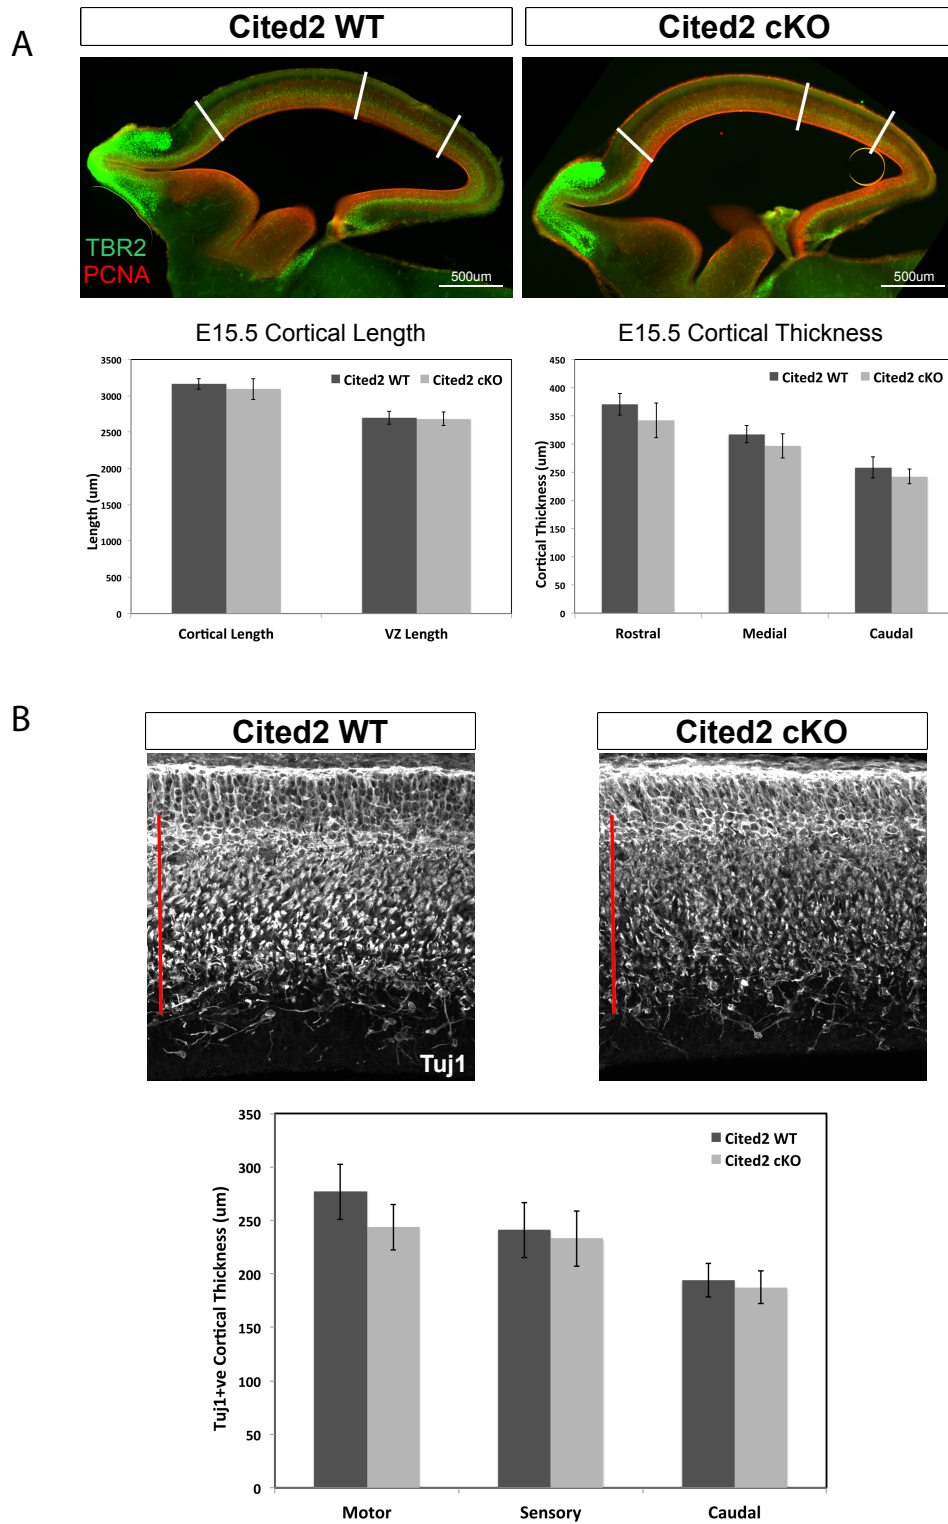 A
Cited2 WT
Cited2 cKO
TBR2
PCNA
500um
500um
E15.5 Cortical Length
3500
3000
2500
2000
1500
1000
500
0
Length (um)
Cited2 WT
Cited2 cKO
Cortical Length
VZ Length
E15.5 Cortical Thickness
450
400
350
300
250
200
150
100
50
0
Cortical Thickness (um)
Cited2 WT
Cited2 cKO
Rostral
Medial
Caudal
B
Cited2 WT
Cited2 cKO
Tuj1
350
300
250
200
150
100
50
0
Tuj1+ve Cortical Thickness (um)
Cited2 WT
Cited2 cKO
Motor
Sensory
Caudal